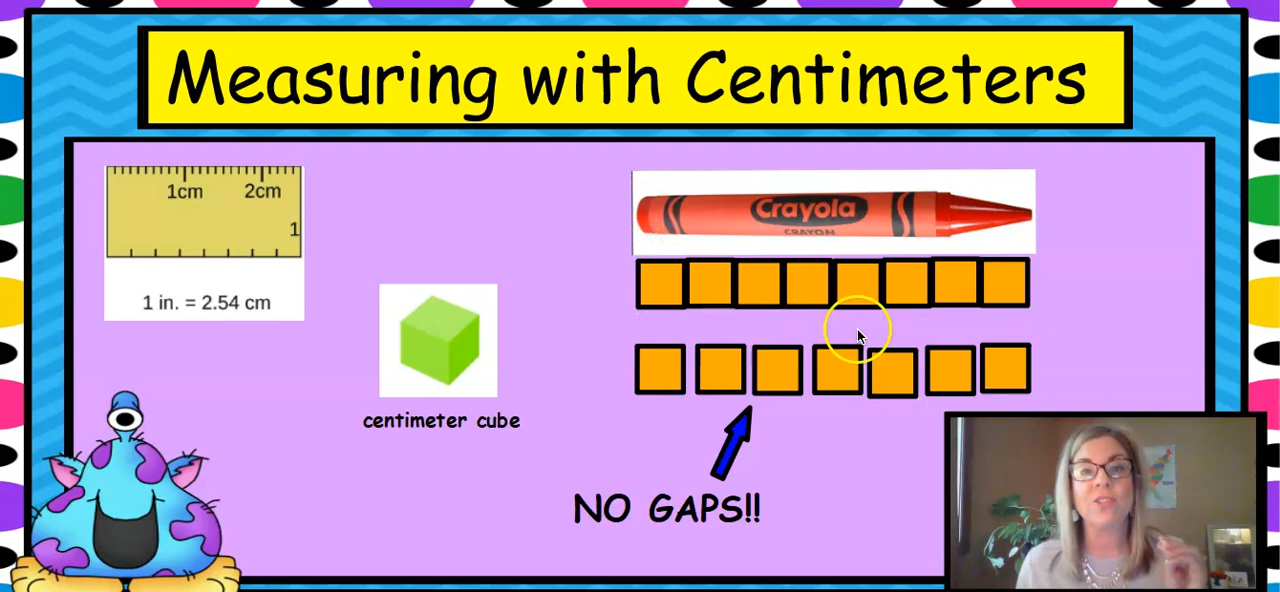 Measuring with Centimeters
1cm 2cm
1
1 in. = 2.54 cm
Crayola
CRAYON
centimeter cube
NO GAPS!!